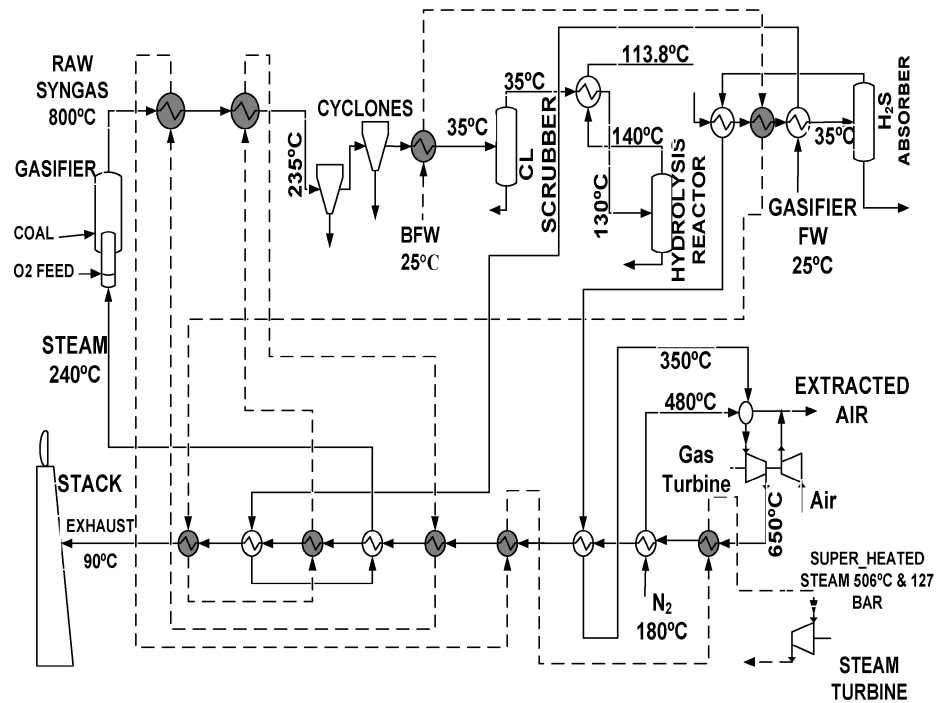 RAW
SYNGAS
800ºC
GASIFIER
COAL
O2 FEED
STEAM
240ºC
235ºC
CYCLONES
BFW
25ºC
35ºC
35ºC
CL
SCRUBBER
113.8ºC
140ºC
130ºC
HYDROLYSIS
REACTOR
35ºC
H2S
ABSORBER
GASIFIER
FW
25ºC
350ºC
480ºC
EXTRACTED
AIR
Gas
Turbine
Air
650ºC
STACK
EXHAUST
90ºC
N2
180ºC
SUPER_HEATED
STEAM 506ºC & 127
BAR
STEAM
TURBINE